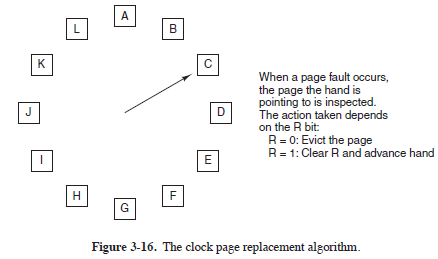 A
L
B
K
C
When a page fault occurs,
the page the hand is
pointing to is inspected.
The action taken depends
on the R bit:
R = 0: Evict the page
R = 1: Clear R and advance hand
J
D
I
E
H
F
G
Figure 3-16. The clock page replacement algorithm.